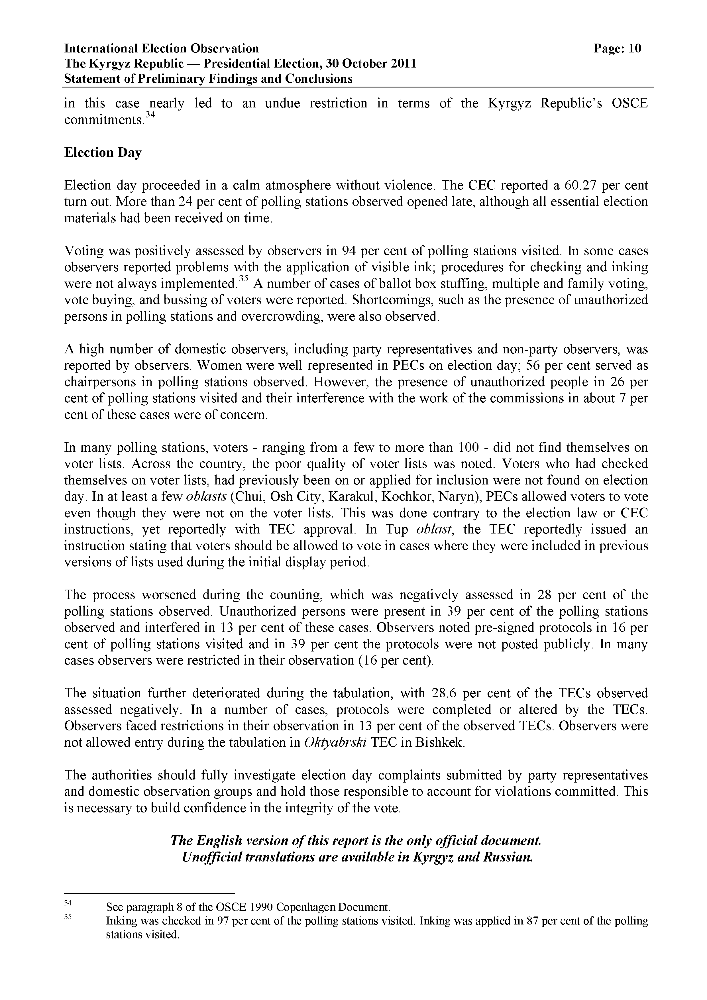 International Election Observation Page: 10
The Kyrgyz Republic — Presidential Election, 30 October 2011
Statement of Preliminary Findings and Conclusions
in this case nearly led to an undue restriction in terms of the Kyrgyz Republic's OSCE
commitments.34
Election Day
Election day proceeded in a calm atmosphere without violence. The CEC reported a 60.27 per cent
turn out. More than 24 per cent of polling stations observed opened late, although all essential election
materials had been received on time.
Voting was positively assessed by observers in 94 per cent of polling stations visited. In some cases
observers reported problems with the application of visible ink; procedures for checking and inking
were not always implemented.35 A number of cases of ballot box stuffing, multiple and family voting,
vote buying, and bussing of voters were reported. Shortcomings, such as the presence of unauthorized
persons in polling stations and overcrowding, were also observed.
A high number of domestic observers, including party representatives and non-party observers, was
reported by observers. Women were well represented in PECs on election day; 56 per cent served as
chairpersons in polling stations observed. However, the presence of unauthorized people in 26 per
cent of polling stations visited and their interference with the work of the commissions in about 7 per
cent of these cases were of concern.
In many polling stations, voters - ranging from a few to more than 100 - did not find themselves on
voter lists. Across the country, the poor quality of voter lists was noted. Voters who had checked
themselves on voter lists, had previously been on or applied for inclusion were not found on election
day. In at least a few oblasts (Chui, Osh City, Karakul, Kochkor, Naryn), PECs allowed voters to vote
even though they were not on the voter lists. This was done contrary to the election law or CEC
instructions, yet reportedly with TEC approval. In Tup oblast, the TEC reportedly issued an
instruction stating that voters should be allowed to vote in cases where they were included in previous
versions of lists used during the initial display period.
The process worsened during the counting, which was negatively assessed in 28 per cent of the
polling stations observed. Unauthorized persons were present in 39 per cent of the polling stations
observed and interfered in 13 per cent of these cases. Observers noted pre-signed protocols in 16 per
cent of polling stations visited and in 39 per cent the protocols were not posted publicly. In many
cases observers were restricted in their observation (16 per cent).
The situation further deteriorated during the tabulation, with 28.6 per cent of the TECs observed
assessed negatively. In a number of cases, protocols were completed or altered by the TECs.
Observers faced restrictions in their observation in 13 per cent of the observed TECs. Observers were
not allowed entry during the tabulation in Oktyabrski TEC in Bishkek.
The authorities should fully investigate election day complaints submitted by party representatives
and domestic observation groups and hold those responsible to account for violations committed. This
is necessary to build confidence in the integrity of the vote.
The English version of this report is the only official document.
Unofficial translations are available in Kyrgyz and Russian.
34 See paragraph 8 of the OSCE 1990 Copenhagen Document.
35 Inking was checked in 97 per cent of the polling stations visited. Inking was applied in 87 per cent of the polling
stations visited.